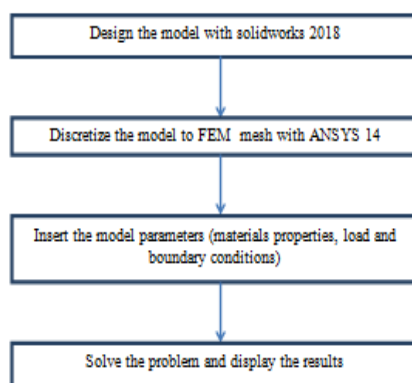 Design the model with solidworks 2018
Discretize the model to FEM mesh with ANSYS 14
Insert the model parameters (materials properties, load and
boundary conditions)
Solve the problem and display the results